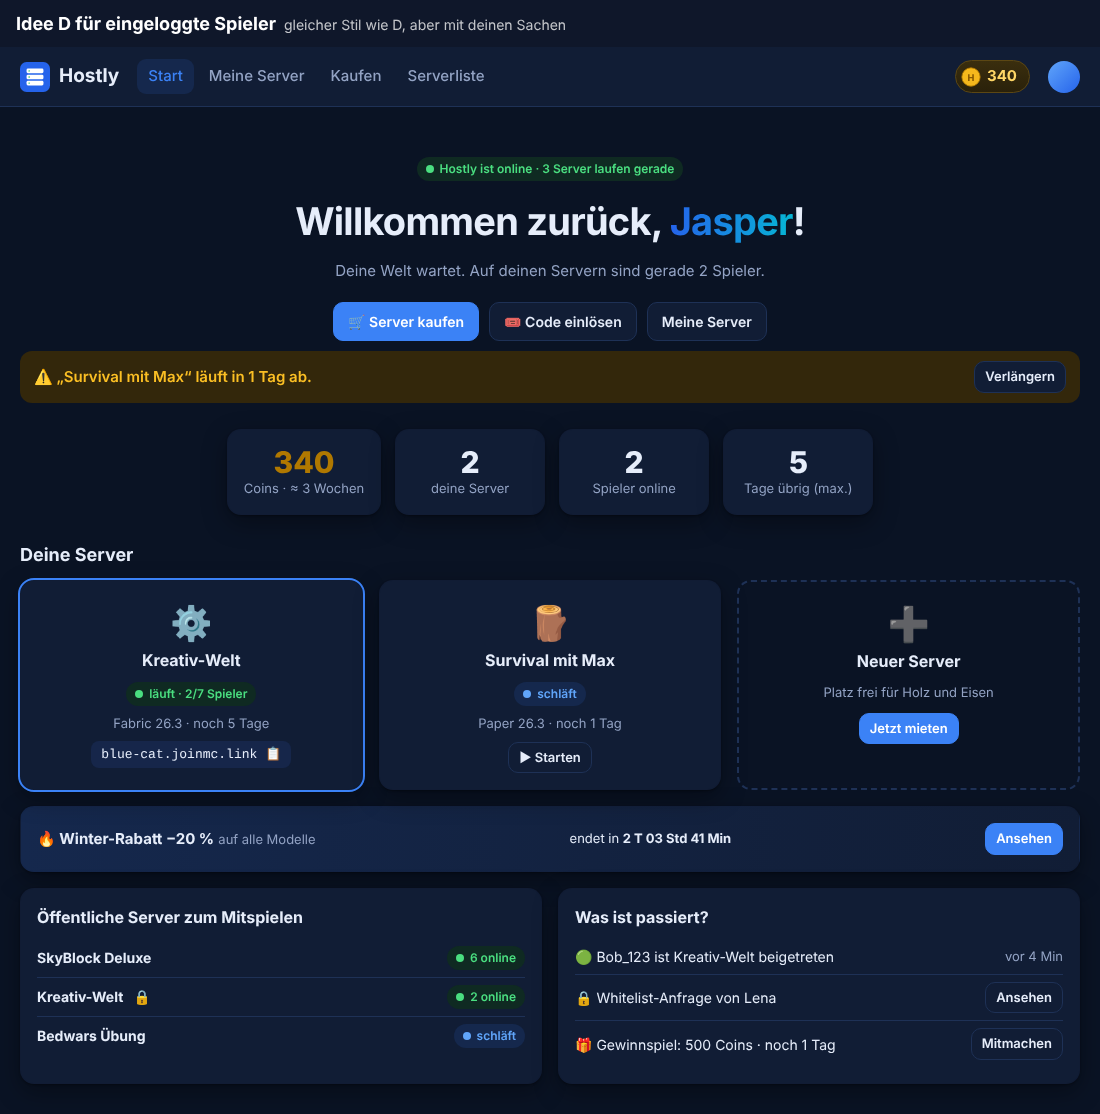 Idee D für eingeloggte Spieler gleicher Stil wie D, aber mit deinen Sachen
Hostly Start Meine Server Kaufen Serverliste H 340
Hostly ist online · 3 Server laufen gerade
Willkommen zurück, Jasper!
Deine Welt wartet. Auf deinen Servern sind gerade 2 Spieler.
🛒 Server kaufen 🎟️ Code einlösen Meine Server
⚠️ „Survival mit Max“ läuft in 1 Tag ab. Verlängern
340 2 2 5
Coins · ≈ 3 Wochen deine Server Spieler online Tage übrig (max.)
Deine Server
Kreativ-Welt
läuft · 2/7 Spieler
Fabric 26.3 · noch 5 Tage
blue-cat.joinmc.link 📋
Survival mit Max
schläft
Paper 26.3 · noch 1 Tag
▶ Starten
Neuer Server
Platz frei für Holz und Eisen
Jetzt mieten
🔥 Winter-Rabatt −20 % auf alle Modelle endet in 2 T 03 Std 41 Min Ansehen
Öffentliche Server zum Mitspielen
SkyBlock Deluxe 6 online
Kreativ-Welt 🔒 2 online
Bedwars Übung schläft
Was ist passiert?
🟢 Bob_123 ist Kreativ-Welt beigetreten vor 4 Min
🔒 Whitelist-Anfrage von Lena Ansehen
🎁 Gewinnspiel: 500 Coins · noch 1 Tag Mitmachen